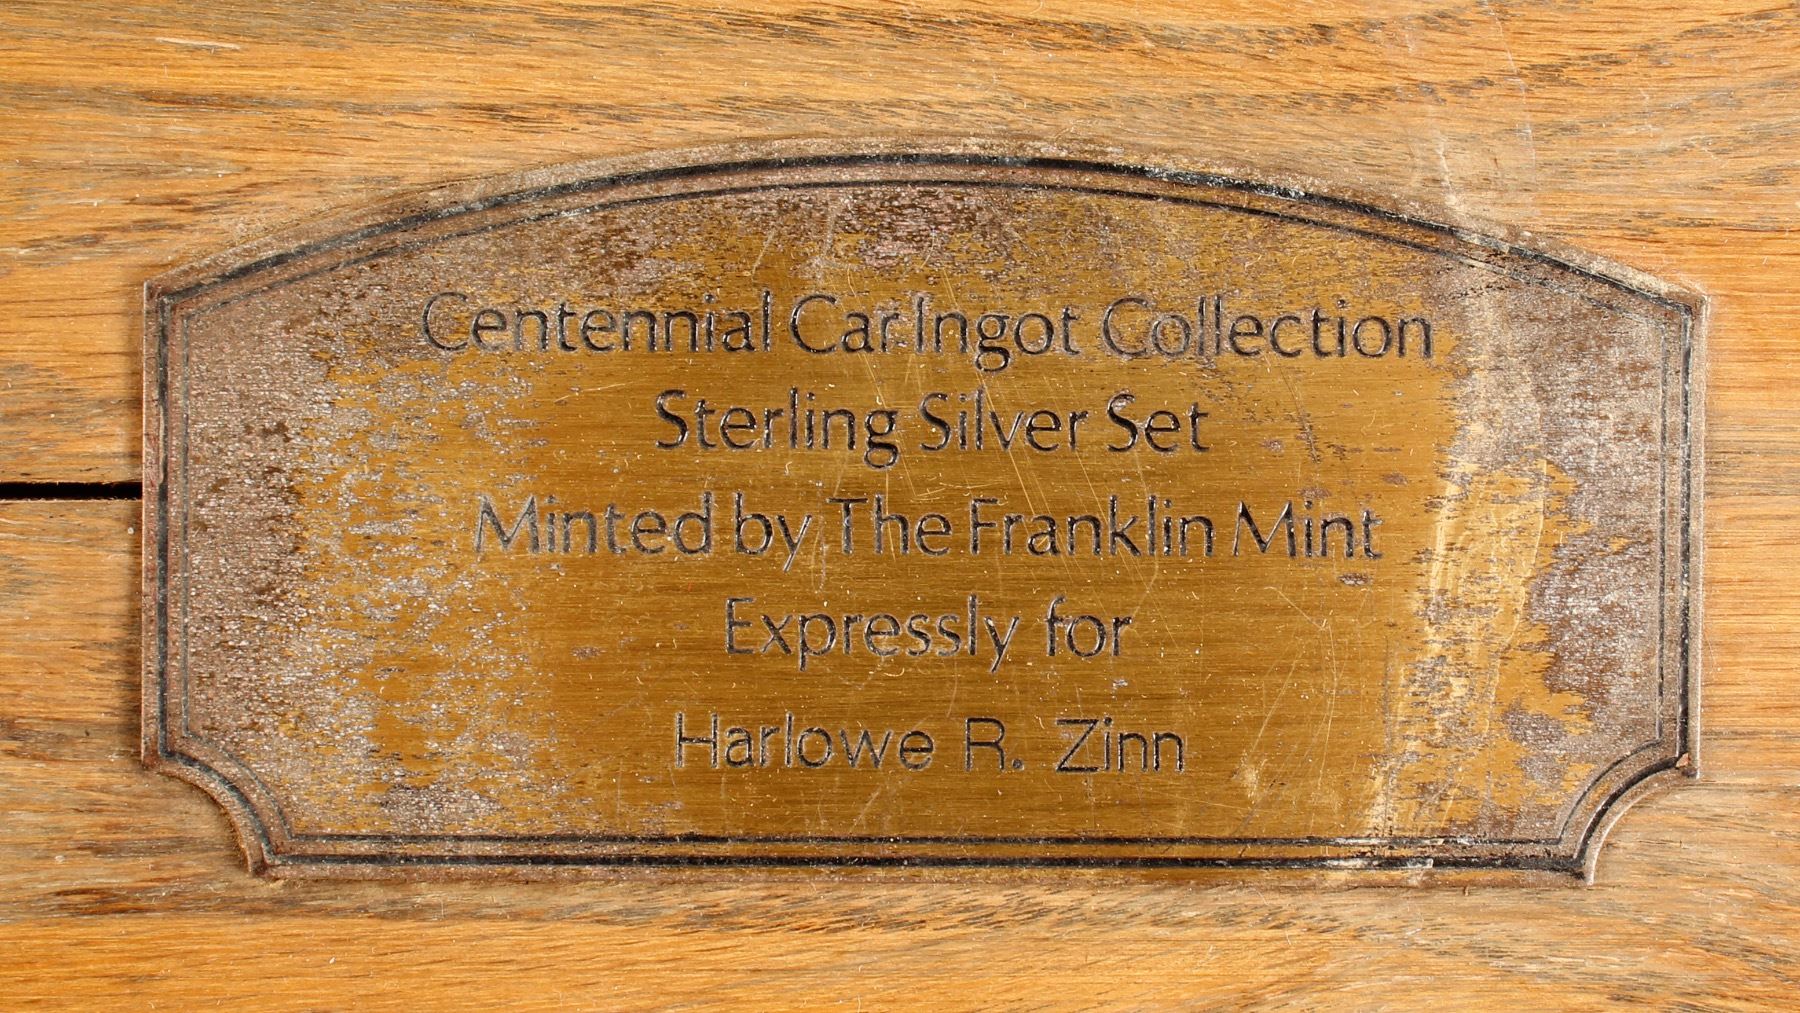 Centennial Car Ingot Collection
Sterling Silver Set
Minted by The Franklin Mint
Expressly for
Harlowe R. Zinn